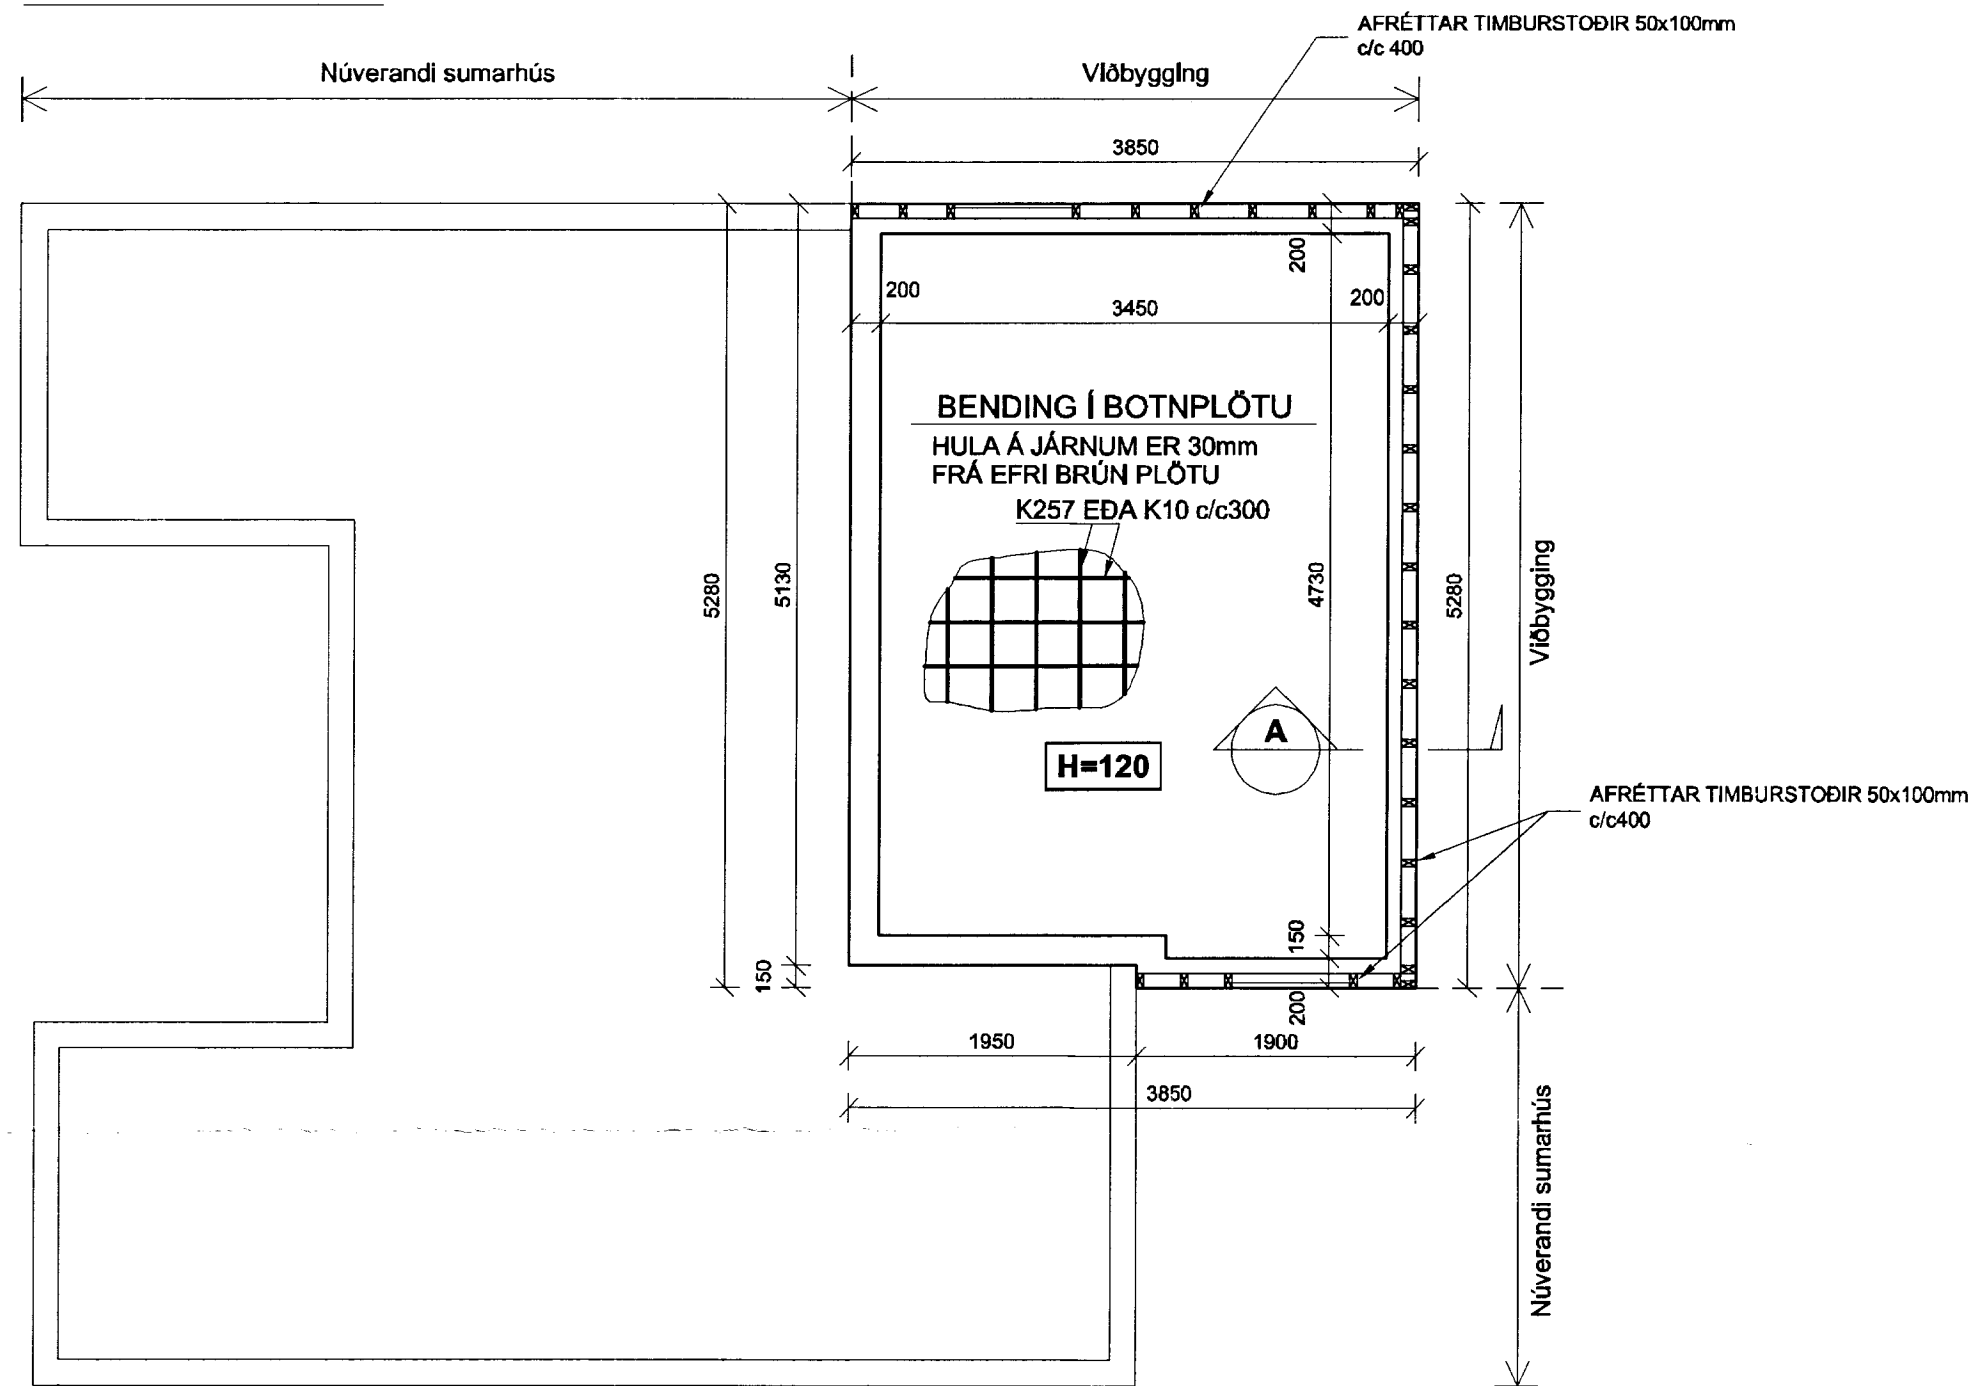 AFRÉTTAR TIMBURSTOÐIR 50x100mm
c/c 400
Núverandi sumarhús
Viðbygging
3850
200
200
3450
200
BENDING Í BOTNPLÖTU
HULA Á JÁRNUM ER 30mm
FRÁ EFRI BRÚN PLÖTU
K257 EÐA K10 c/c300
5280
5130
4730
5280
Viðbygging
A
H=120
AFRÉTTAR TIMBURSTOÐIR 50x100mm
c/c400
150
150
200
1950
1900
3850
Núverandi sumarhús